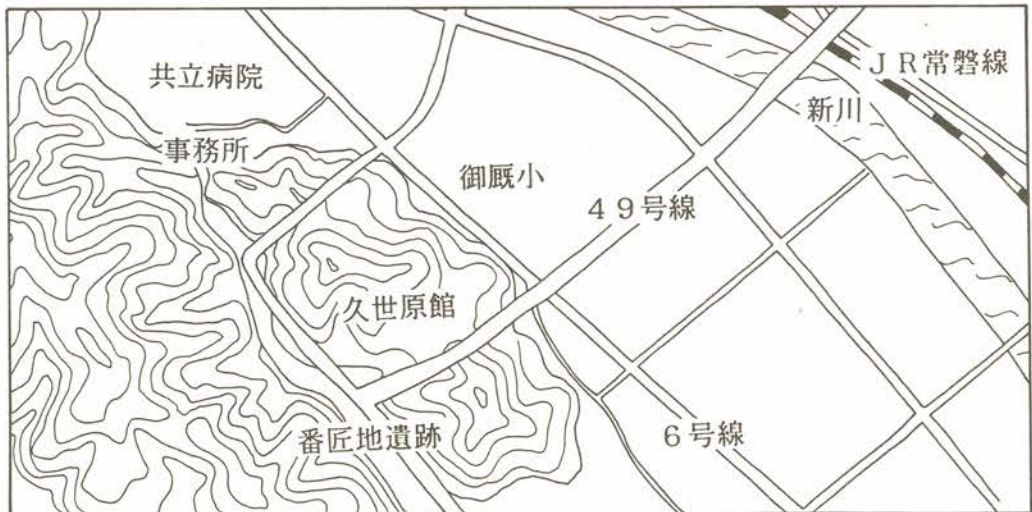 共立病院
JR常磐線
新川
事務所
御厩小
49号線
久世原館
番匠地遺跡
6号線